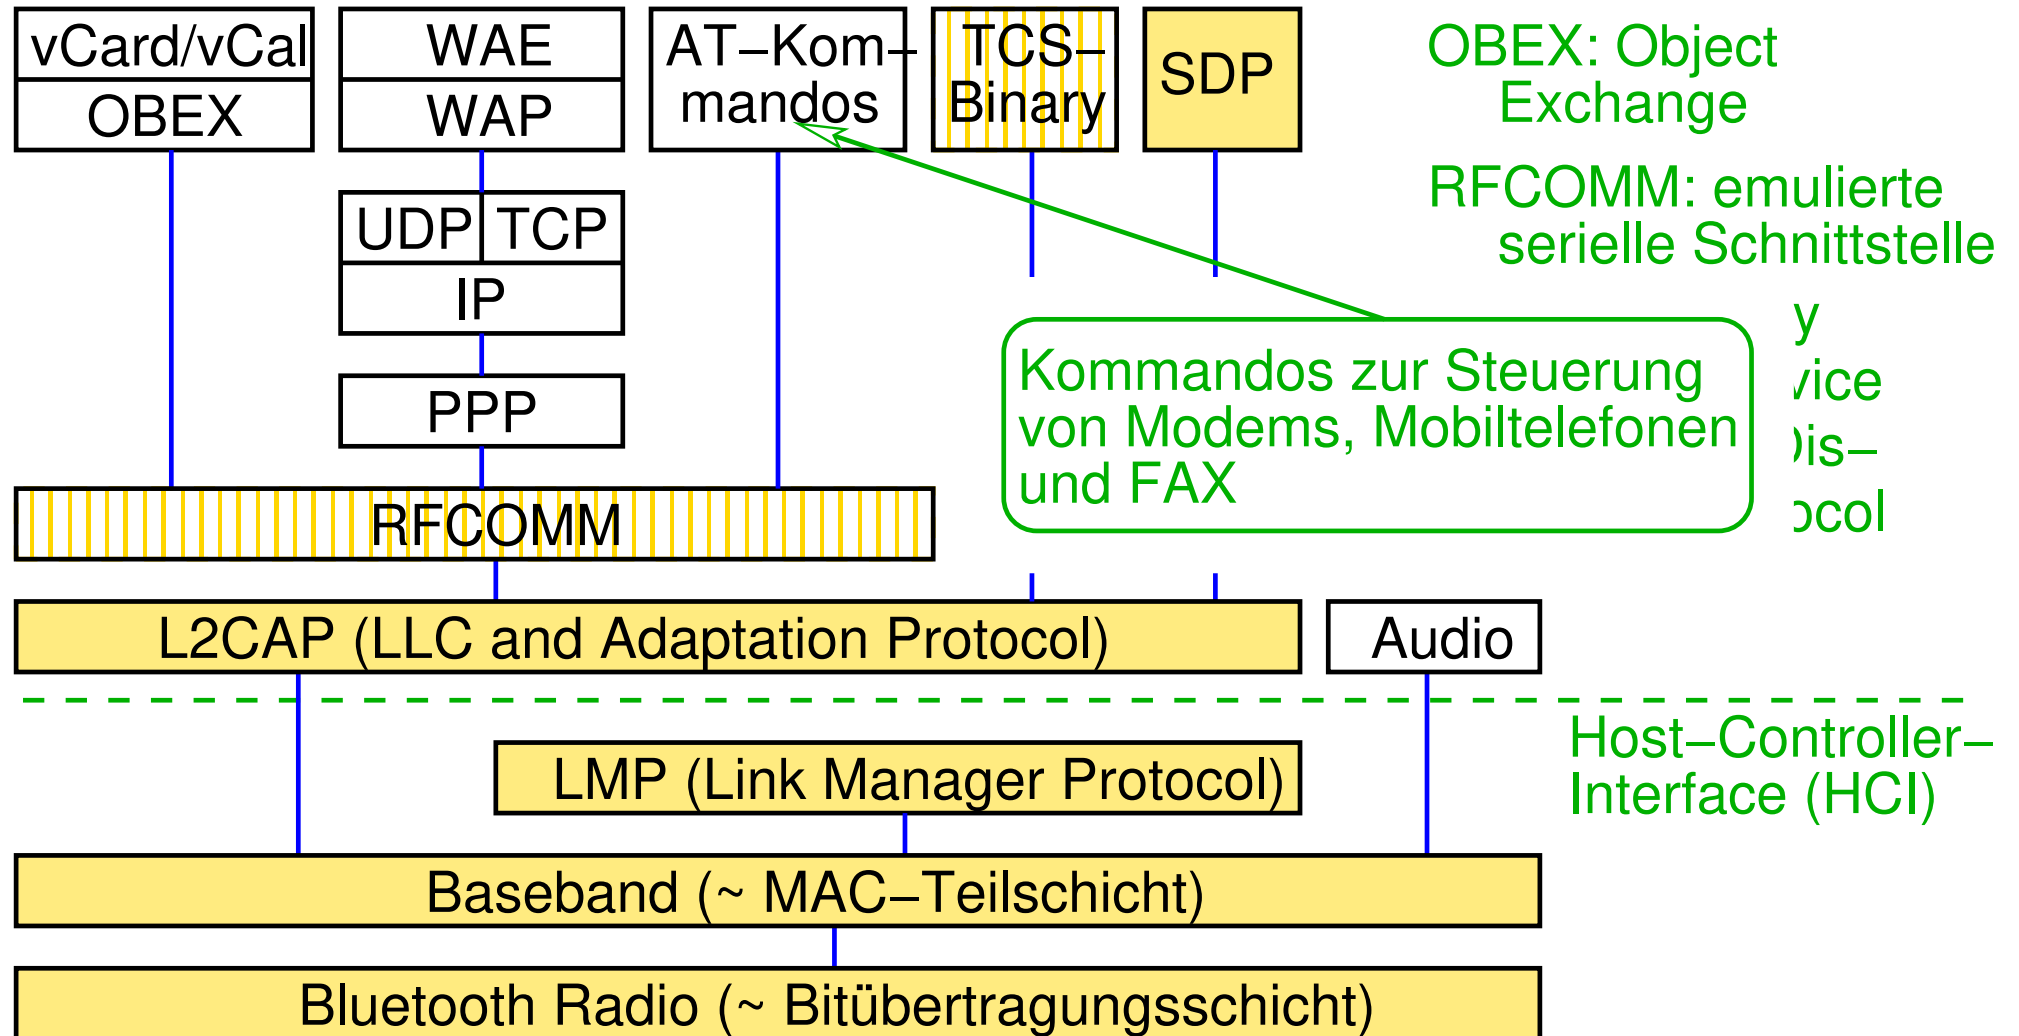 vCard/vCal
OBEX
WAE
WAP
AT–Kom–
mandos
TCS–
Binary
SDP
OBEX: Object
Exchange
RFCOMM: emulierte
serielle Schnittstelle
UDP TCP
IP
PPP
Kommandos zur Steuerung
von Modems, Mobiltelefonen
und FAX
RFCOMM
L2CAP (LLC and Adaptation Protocol)
Audio
Host–Controller–
Interface (HCI)
LMP (Link Manager Protocol)
Baseband (~ MAC–Teilschicht)
Bluetooth Radio (~ Bitübertragungsschicht)